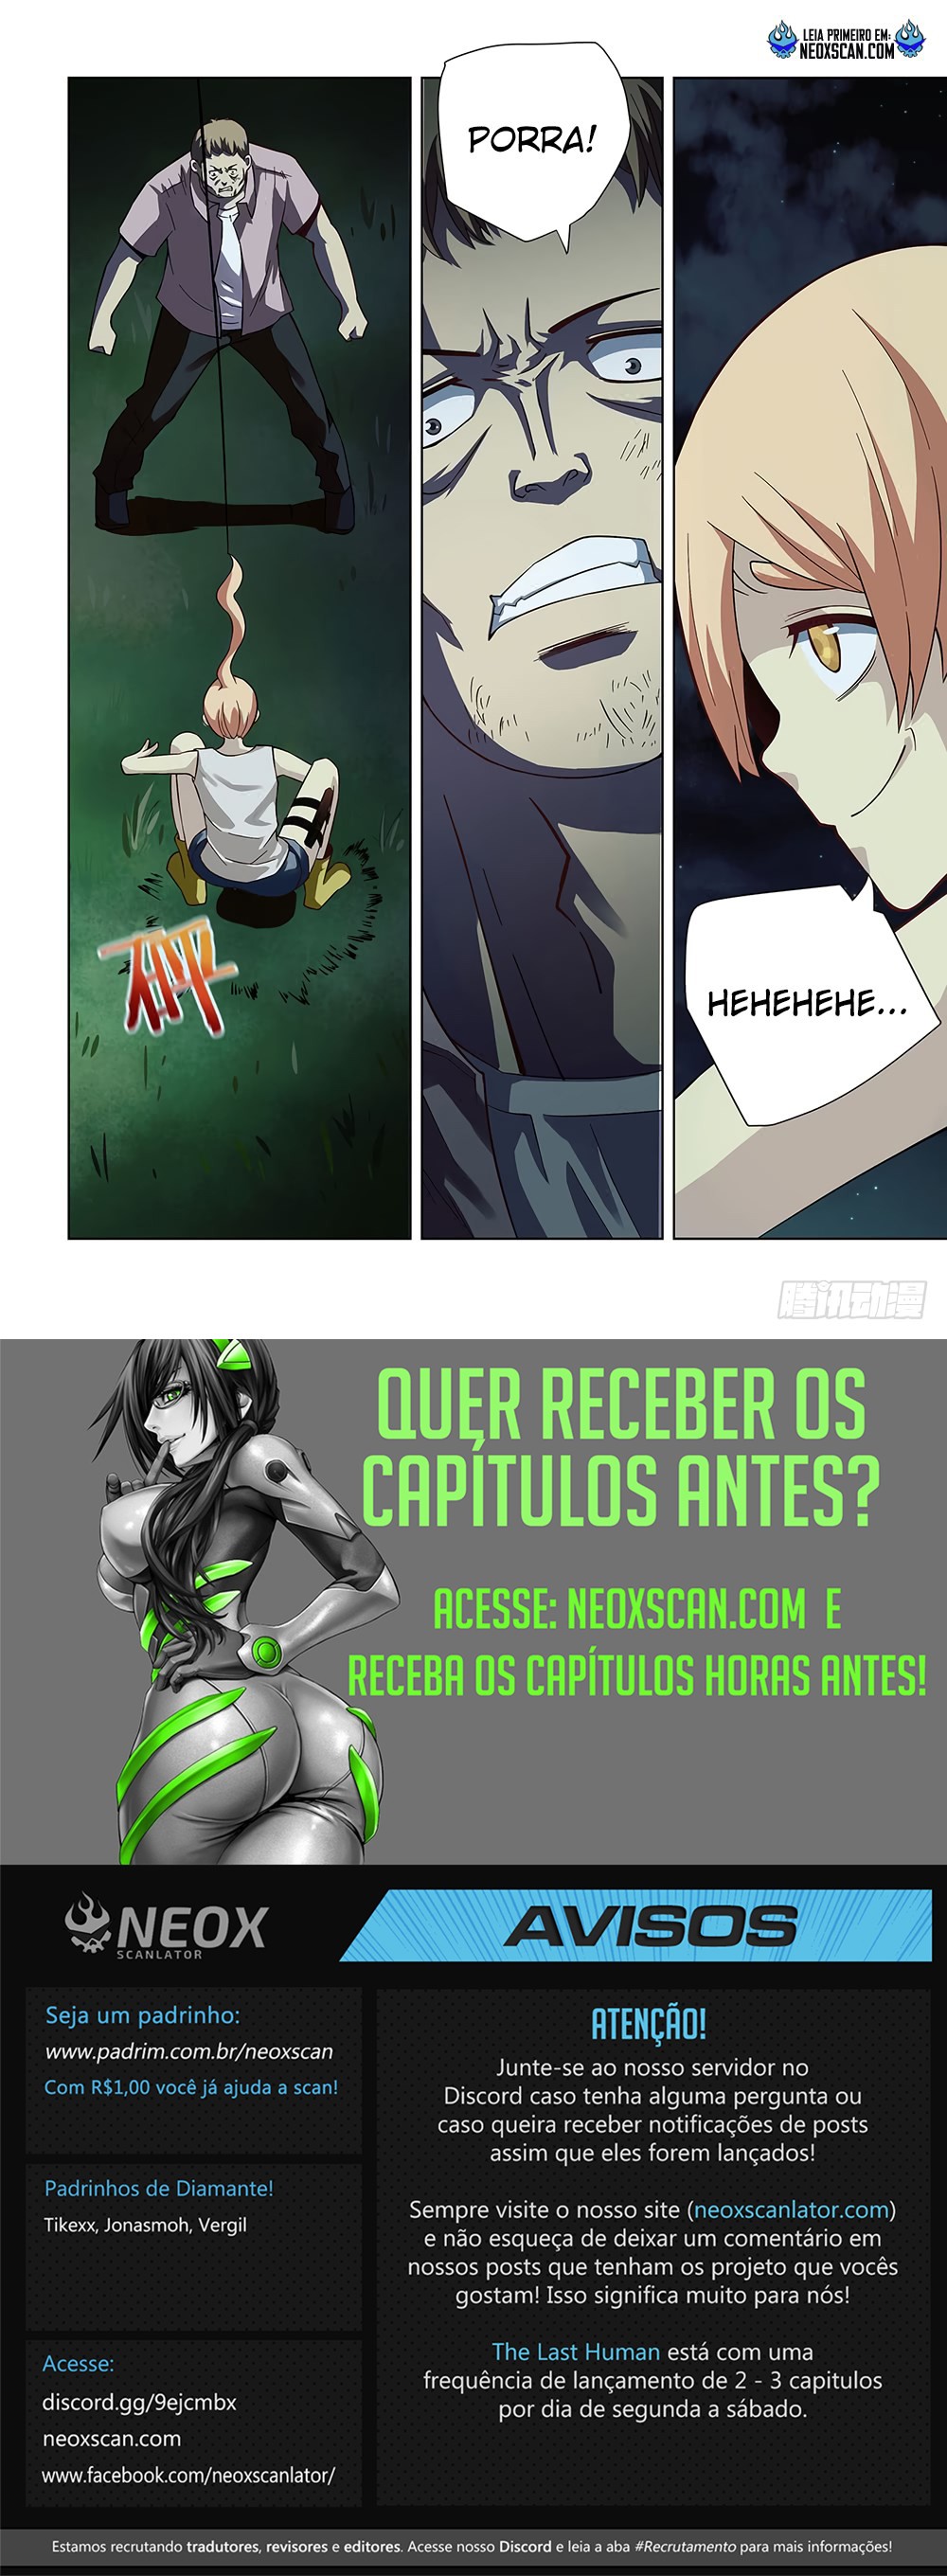 LEIA PRIMEIRO EM:
NEOXSCAN.COM
PORRA!
HEHEHEHE...
腾讯动漫
QUER RECEBER OS
CAPÍTULOS ANTES?
ACESSE: NEOXSCAN.COM E
RECEBA OS CAPÍTULOS HORAS ANTES!
NEOX
SCANLATOR
AVISOS
Seja um padrinho:
www.padrim.com.br/neoxscan
Com R$1,00 você já ajuda a scan!
Padrinhos de Diamante!
Tikexx, Jonasmoh, Vergil
Acesse:
discord.gg/9ejcmbx
neoxscan.com
www.facebook.com/neoxscanlator/
ATENÇÃO!
Junte-se ao nosso servidor no
Discord caso tenha alguma pergunta ou
caso queira receber notificações de posts
assim que eles forem lançados!
Sempre visite o nosso site (neoxscanlator.com)
e não esqueça de deixar um comentário em
nossos posts que tenham os projeto que vocês
gostam! Isso significa muito para nós!
The Last Human está com uma
frequência de lançamento de 2 - 3 capitulos
por dia de segunda a sábado.
Estamos recrutando tradutores, revisores e editores. Acesse nosso Discord e leia a aba #Recrutamento para mais informações!